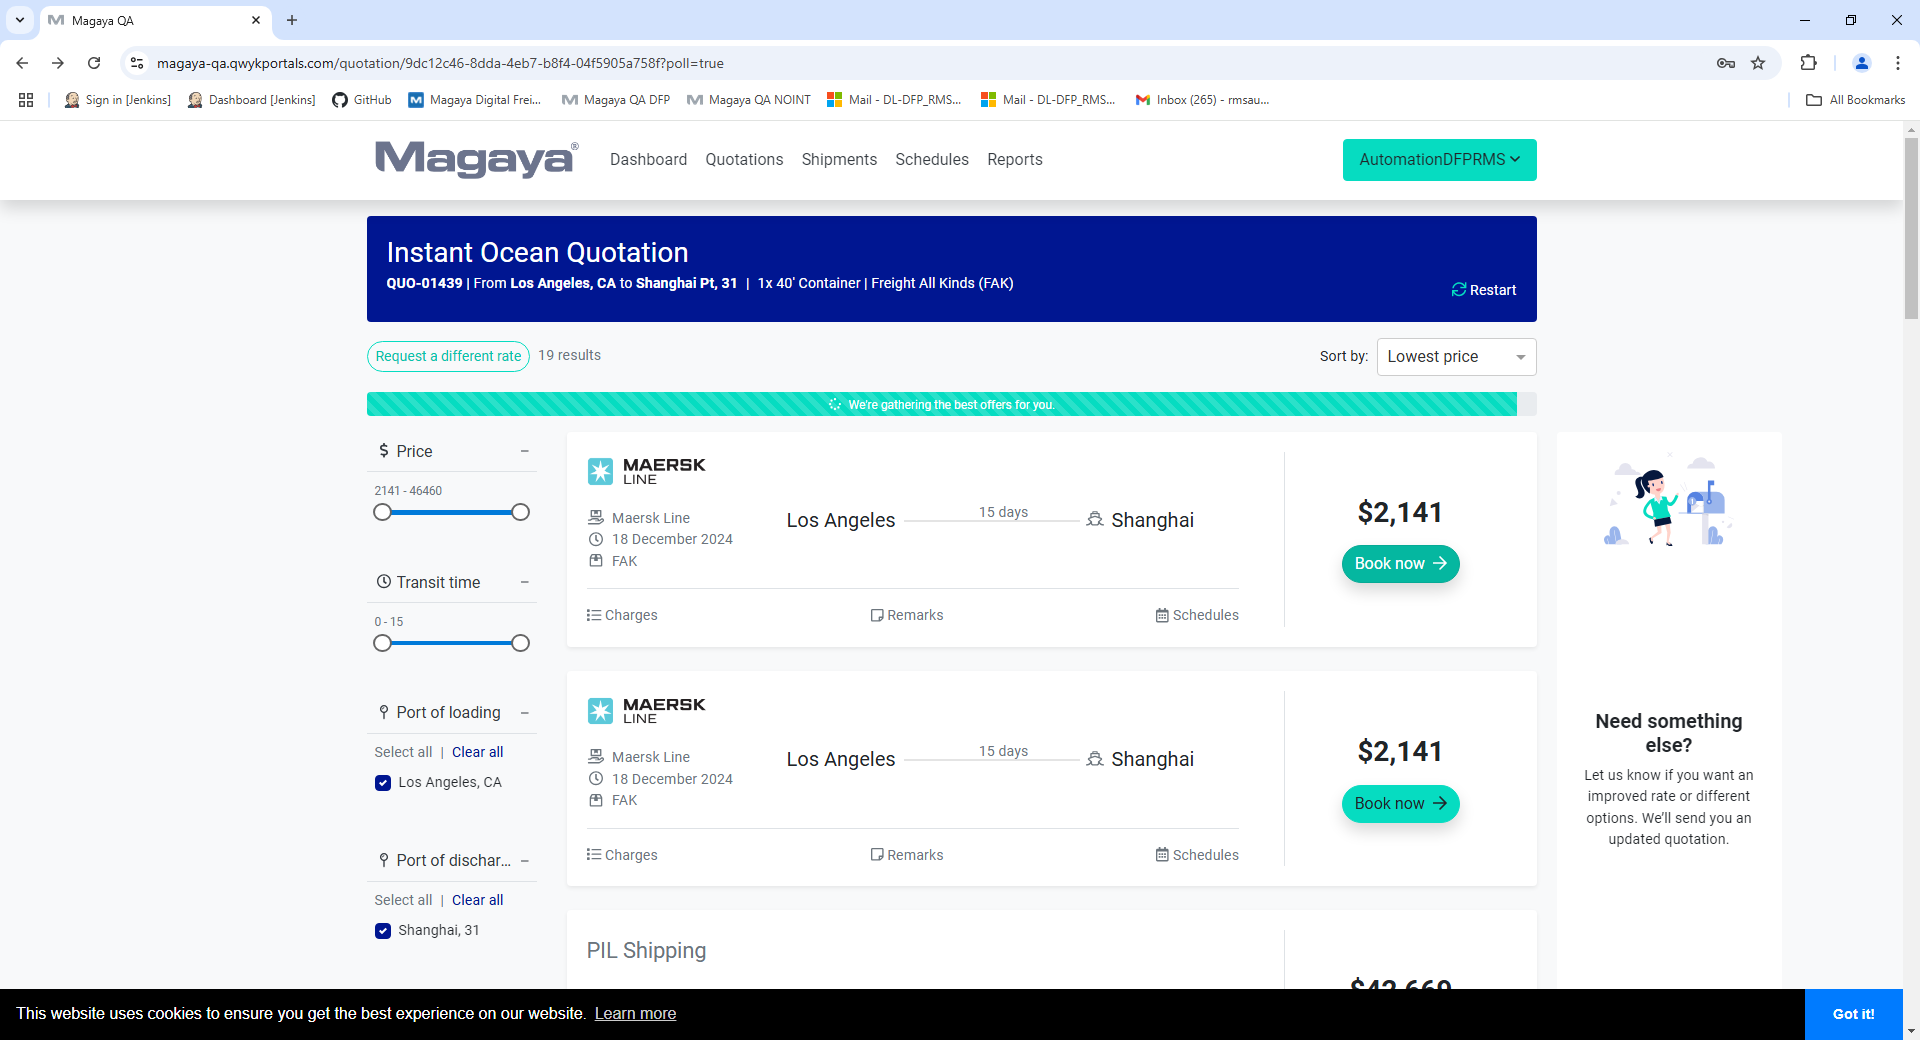 Magaya QA
magaya-qa.qwykportals.com/quotation/9dc12c46-8dda-4eb7-b8f4-04f5905a758f?poll=true
Sign in [Jenkins] Dashboard [Jenkins] GitHub Magaya Digital Frei... Magaya QA DFP Magaya QA NOINT Mail - DL-DFP_RMS... Mail - DL-DFP_RMS... Inbox (265) - rmsau... All Bookmarks
Magaya® Dashboard Quotations Shipments Schedules Reports AutomationDFPRMS
Instant Ocean Quotation
QUO-01439 | From Los Angeles, CA to Shanghai Pt, 31 | 1x 40' Container | Freight All Kinds (FAK)
Restart
Request a different rate 19 results Sort by: Lowest price
We're gathering the best offers for you.
Price
2141 - 46460
Transit time
0 - 15
Port of loading
Select all | Clear all
Los Angeles, CA
Port of dischar...
Select all | Clear all
Shanghai, 31
MAERSK
LINE
Maersk Line
18 December 2024
FAK
Los Angeles 15 days Shanghai
$2,141
Book now
Charges Remarks Schedules
MAERSK
LINE
Maersk Line
18 December 2024
FAK
Los Angeles 15 days Shanghai
$2,141
Book now
Charges Remarks Schedules
PIL Shipping
$42,669
Need something
else?
Let us know if you want an
improved rate or different
options. We'll send you an
updated quotation.
This website uses cookies to ensure you get the best experience on our website. Learn more Got it!